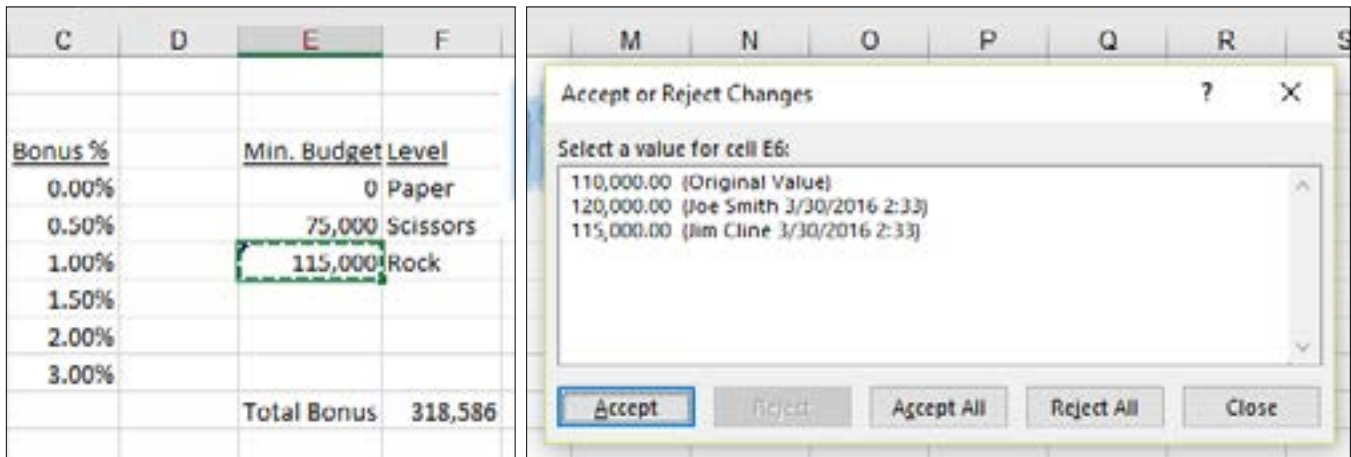 C D E F
Bonus % Min. Budget Level
0.00% 0 Paper
0.50% 75,000 Scissors
1.00% 115,000 Rock
1.50%
2.00%
3.00%
Total Bonus 318,586
M N O P Q R S
Accept or Reject Changes ? ×
Select a value for cell E6:
110,000.00 (Original Value)
120,000.00 (Joe Smith 3/30/2016 2:33)
115,000.00 (Jim Cline 3/30/2016 2:33)
Accept Reject Accept All Reject All Close